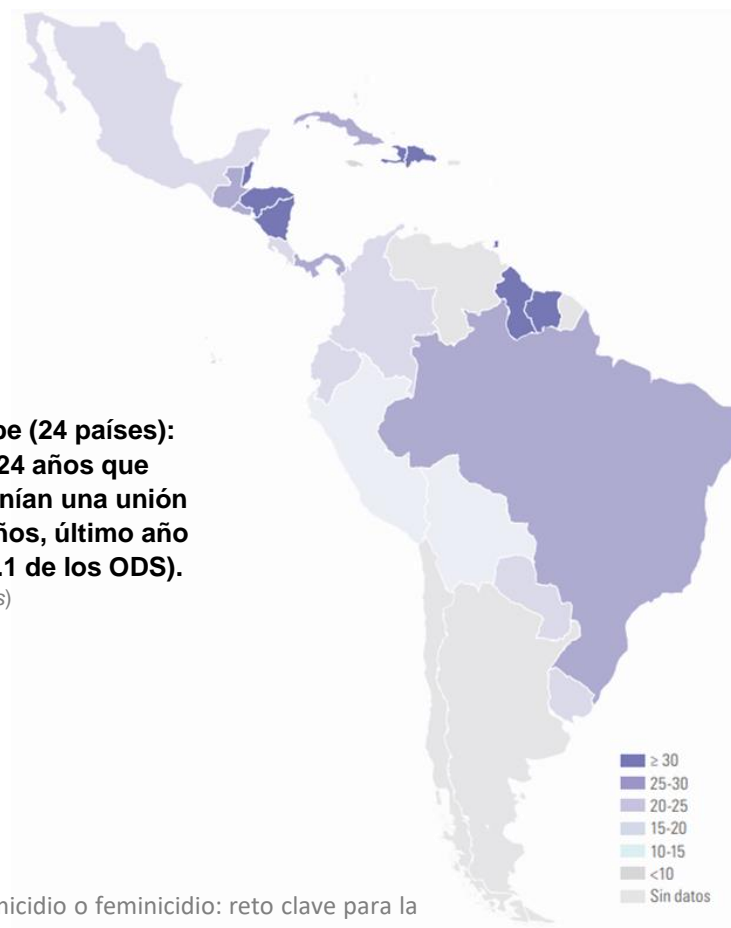 pe (24 países):
24 años que
nían una unión
ños, último año
.1 de los ODS).
s)
≥ 30
25-30
20-25
15-20
10-15
<10
Sin datos
micidio o feminicidio: reto clave para la